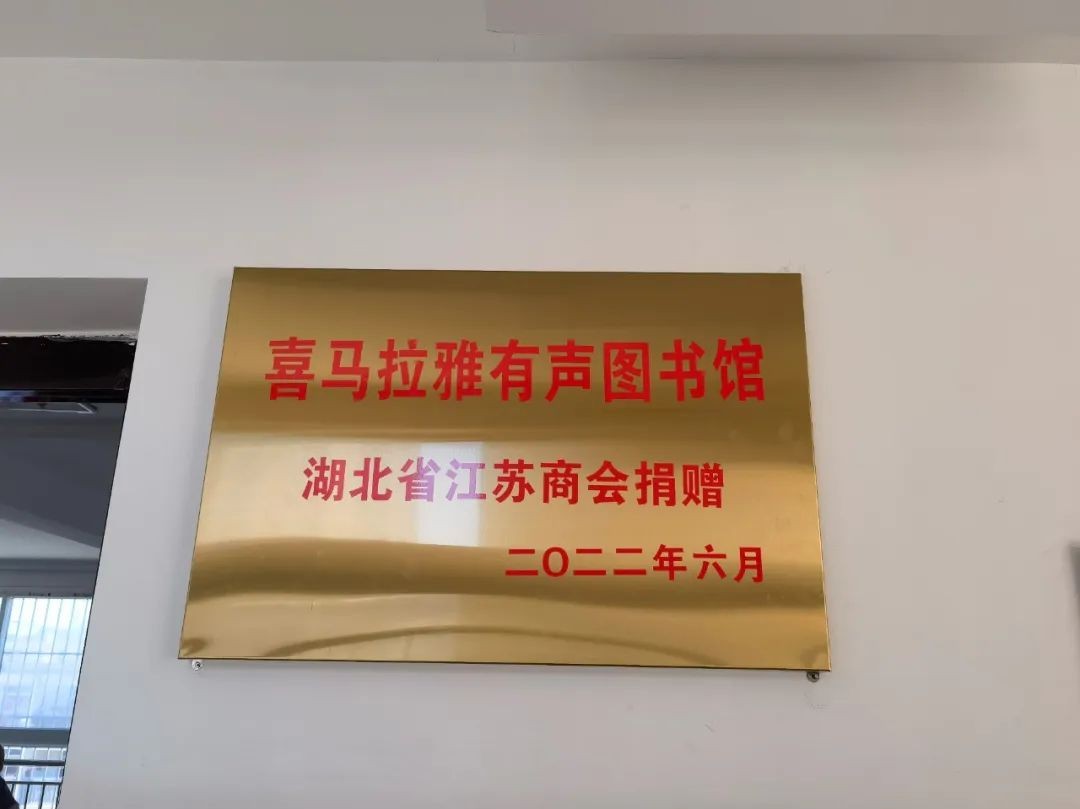 喜马拉雅有声图书馆
湖北省江苏商会捐赠
二〇二二年六月